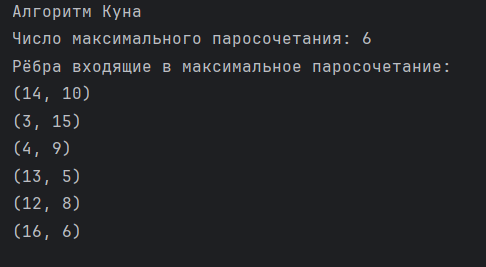 Алгоритм Куна
Число максимального паросочетания: 6
Рёбра входящие в максимальное паросочетание:
(14, 10)
(3, 15)
(4, 9)
(13, 5)
(12, 8)
(16, 6)